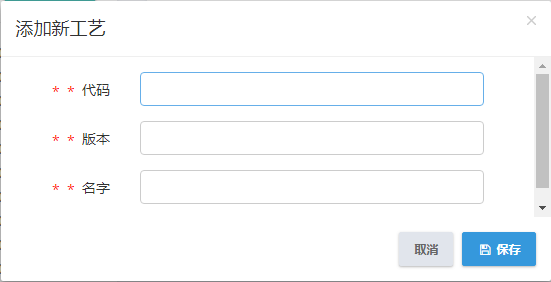 添加新工艺
×
* * 代码
* * 版本
* * 名字
取消 保存